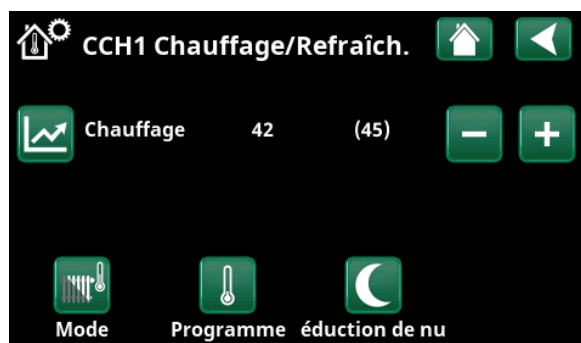 CCH1 Chauffage/Refraîch.
Chauffage 42 (45)
Mode Programme éduction de nu